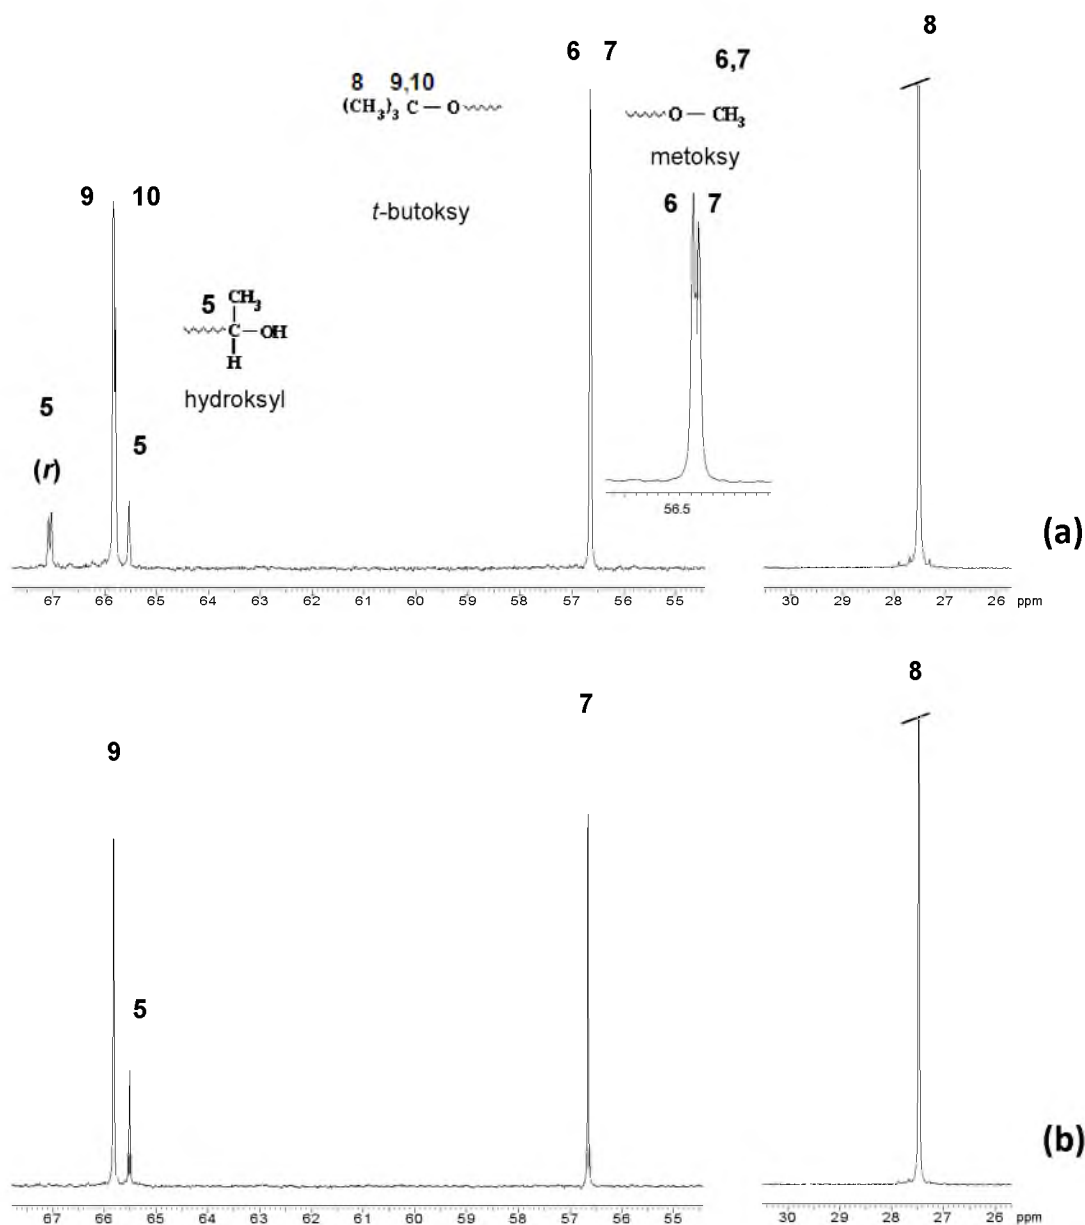 8
6 7
6,7
8 9,10
(CH3)3 C — O
O — CH3
metoksy
9 10
6 7
t-butoksy
5 CH3
C — OH
H
hydroksyl
5
5
(r)
56.5
(a)
67 66 65 64 63 62 61 60 59 58 57 56 55
30 29 28 27 26 ppm
8
7
9
5
(b)
67 66 65 64 63 62 61 60 59 58 57 56 55
30 29 28 27 26 ppm